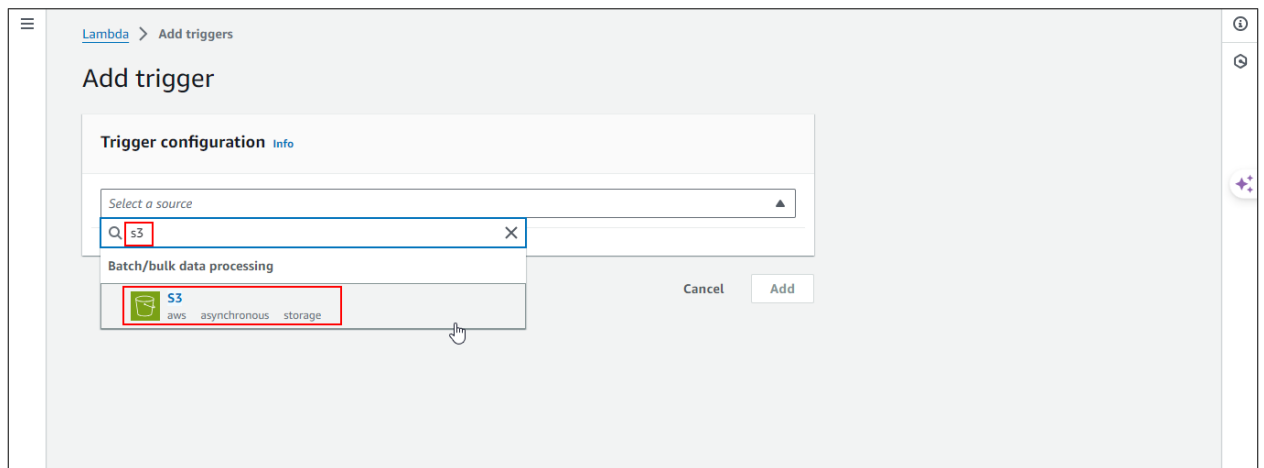 Lambda > Add triggers
Add trigger
Trigger configuration Info
Select a source
s3
Batch/bulk data processing
S3
aws asynchronous storage
Cancel Add